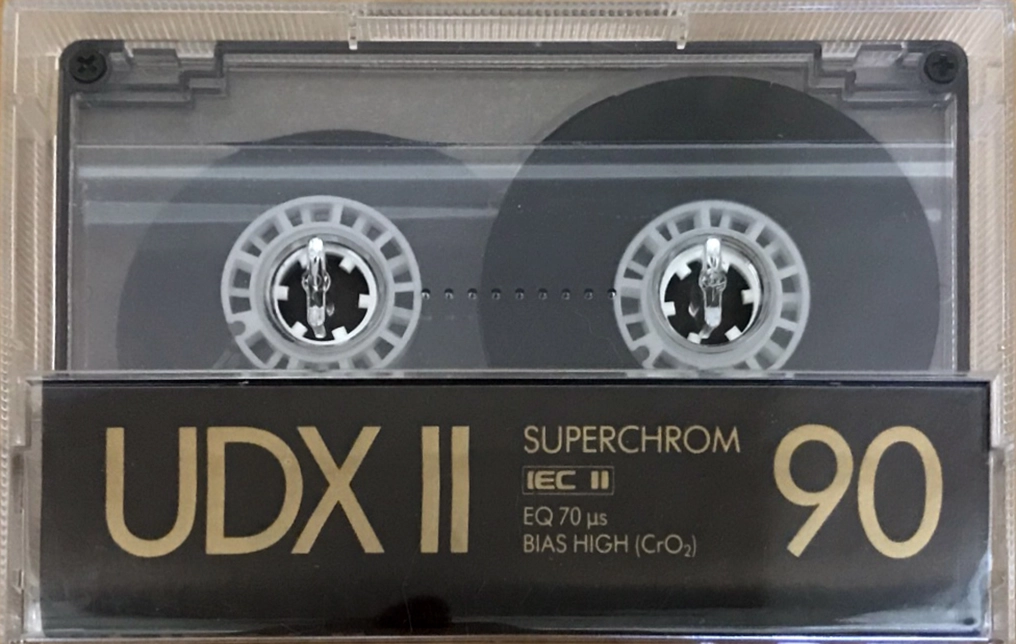 UDX II
SUPERCHROM
IEC II
EQ 70 µs
BIAS HIGH (CrO₂)
90